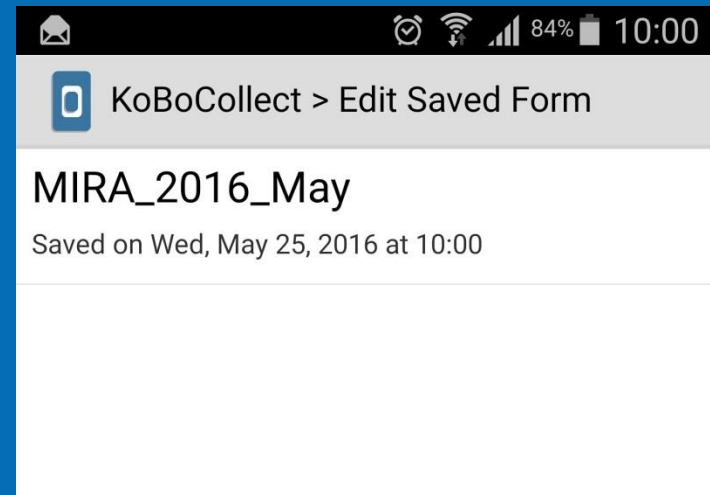 84% 10:00
KoBoCollect > Edit Saved Form
MIRA_2016_May
Saved on Wed, May 25, 2016 at 10:00